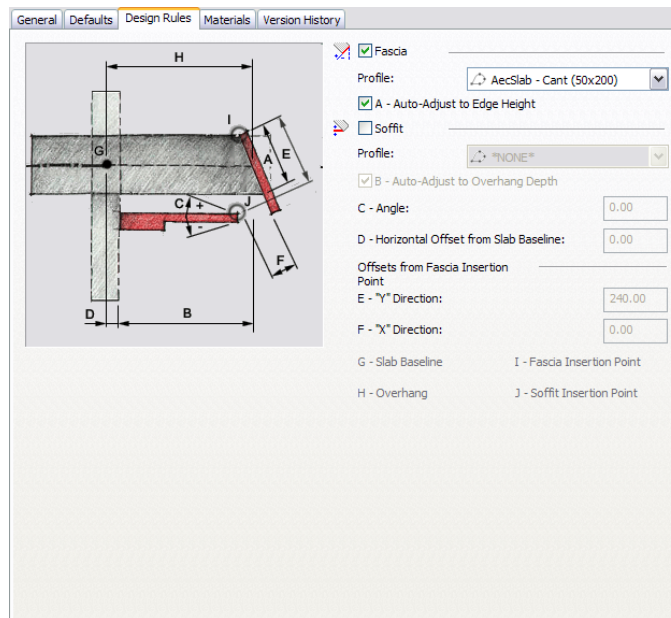 General Defaults Design Rules Materials Version History
H
I
G
A
E
C
+
-
J
F
D
B
Fascia
Profile: AecSlab - Cant (50x200)
A - Auto-Adjust to Edge Height
Soffit
Profile: *NONE*
B - Auto-Adjust to Overhang Depth
C - Angle: 0.00
D - Horizontal Offset from Slab Baseline: 0.00
Offsets from Fascia Insertion
Point
E - "Y" Direction: 240.00
F - "X" Direction: 0.00
G - Slab Baseline I - Fascia Insertion Point
H - Overhang J - Soffit Insertion Point